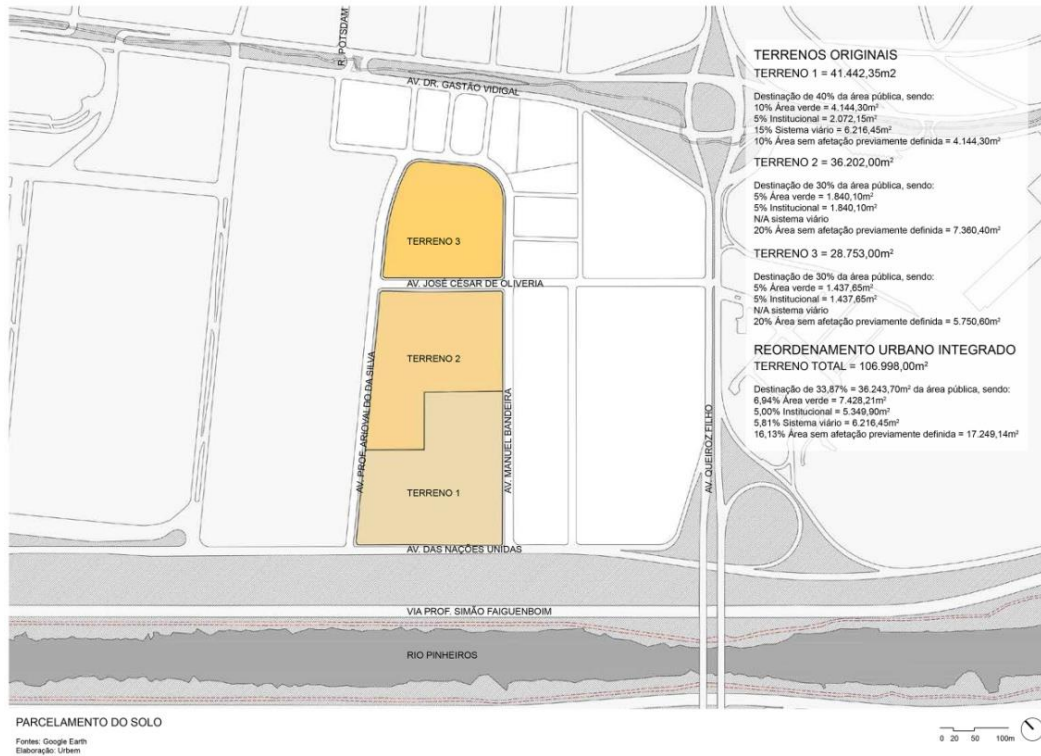 R. POTSDAM
AV. DR. GASTÃO VIDIGAL
TERRENO 3
AV. JOSÉ CÉSAR DE OLIVERIA
TERRENO 2
AV. PROF. ARIOVALDO DA SILVA
AV. MANUEL BANDEIRA
AV. QUEIROZ FILHO
TERRENO 1
AV. DAS NAÇÕES UNIDAS
VIA PROF. SIMÃO FAIGUENBOIM
RIO PINHEIROS
TERRENOS ORIGINAIS
TERRENO 1 = 41.442,35m2
Destinação de 40% da área pública, sendo:
10% Área verde = 4.144,30m²
5% Institucional = 2.072,15m²
15% Sistema viário = 6.216,45m²
10% Área sem afetação previamente definida = 4.144,30m²
TERRENO 2 = 36.202,00m²
Destinação de 30% da área pública, sendo:
5% Área verde = 1.840,10m²
5% Institucional = 1.840,10m²
N/A sistema viário
20% Área sem afetação previamente definida = 7.360,40m²
TERRENO 3 = 28.753,00m²
Destinação de 30% da área pública, sendo:
5% Área verde = 1.437,65m²
5% Institucional = 1.437,65m²
N/A sistema viário
20% Área sem afetação previamente definida = 5.750,60m²
REORDENAMENTO URBANO INTEGRADO
TERRENO TOTAL = 106.998,00m²
Destinação de 33,87% = 36.243,70m² da área pública, sendo:
6,94% Área verde = 7.428,21m²
5,00% Institucional = 5.349,90m²
5,81% Sistema viário = 6.216,45m²
16,13% Área sem afetação previamente definida = 17.249,14m²
PARCELAMENTO DO SOLO
Fontes: Google Earth
Elaboração: Urbem
0 20 50 100m